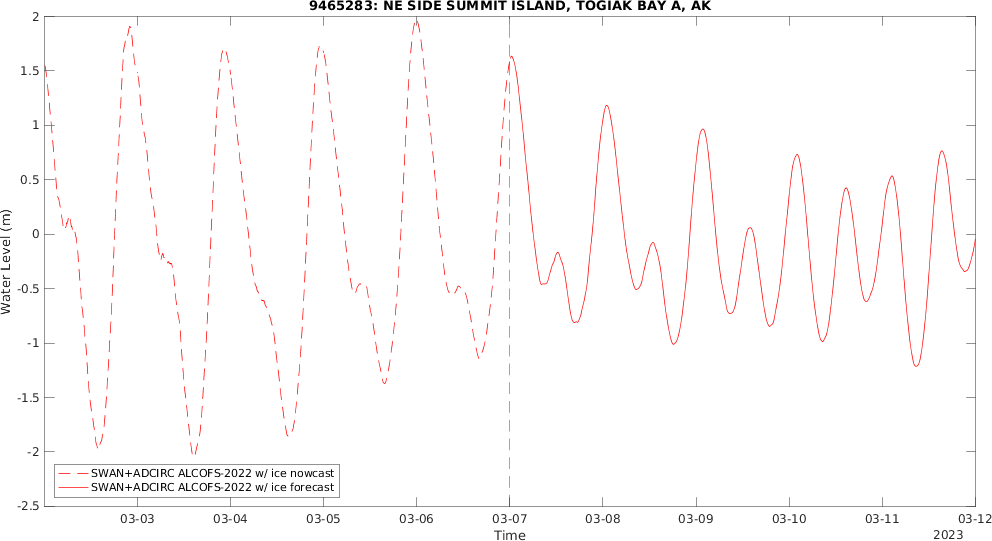 9465283: NE SIDE SUMMIT ISLAND, TOGIAK BAY A, AK
Water Level (m)
2
1.5
1
0.5
0
-0.5
-1
-1.5
-2
-2.5
SWAN+ADCIRC ALCOFS-2022 w/ ice nowcast
SWAN+ADCIRC ALCOFS-2022 w/ ice forecast
03-03 03-04 03-05 03-06 03-07 03-08 03-09 03-10 03-11 03-12
Time
2023